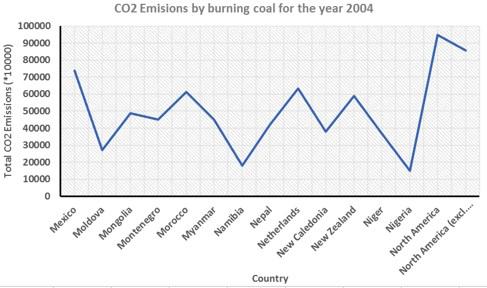 CO2 Emisions by burning coal for the year 2004
Total CO2 Emissions (*10000)
100000
90000
80000
70000
60000
50000
40000
30000
20000
10000
0
Mexico
Moldova
Mongolia
Montenegro
Morocco
Myanmar
Namibia
Nepal
Netherlands
New Caledonia
New Zealand
Niger
Nigeria
North America
North America (excl....
Country